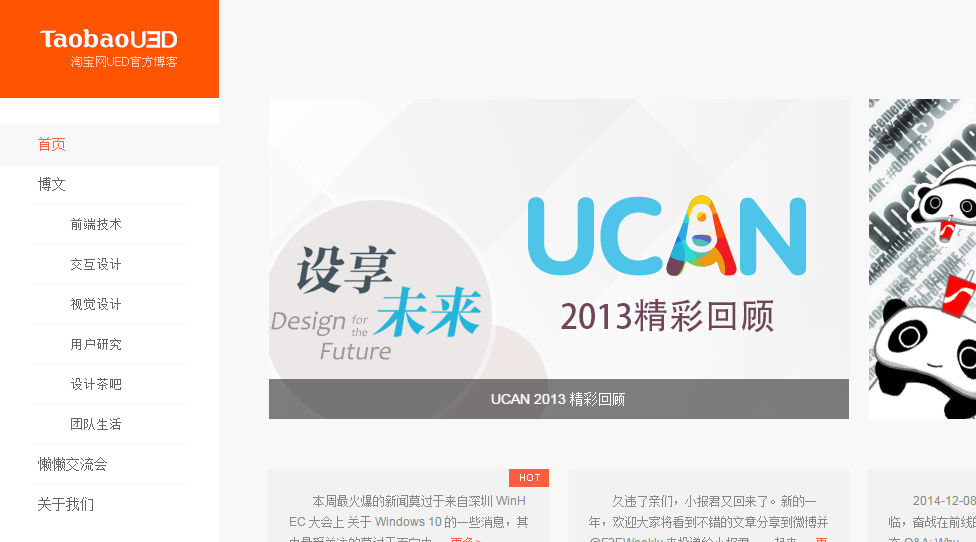 TaobaoUED
淘宝网UED官方博客
首页
博文
前端技术
交互设计
视觉设计
用户研究
设计茶吧
团队生活
懒懒交流会
关于我们
设享
未来
Design for the
Future
UCAN
2013精彩回顾
UCAN 2013 精彩回顾
HOT
本周最火爆的新闻莫过于来自深圳 WinH
EC 大会上 关于 Windows 10 的一些消息，其
久违了亲们，小报君又回来了。新的一
年，欢迎大家将看到不错的文章分享到微博并
2014-12-08
临，奋战在前线的